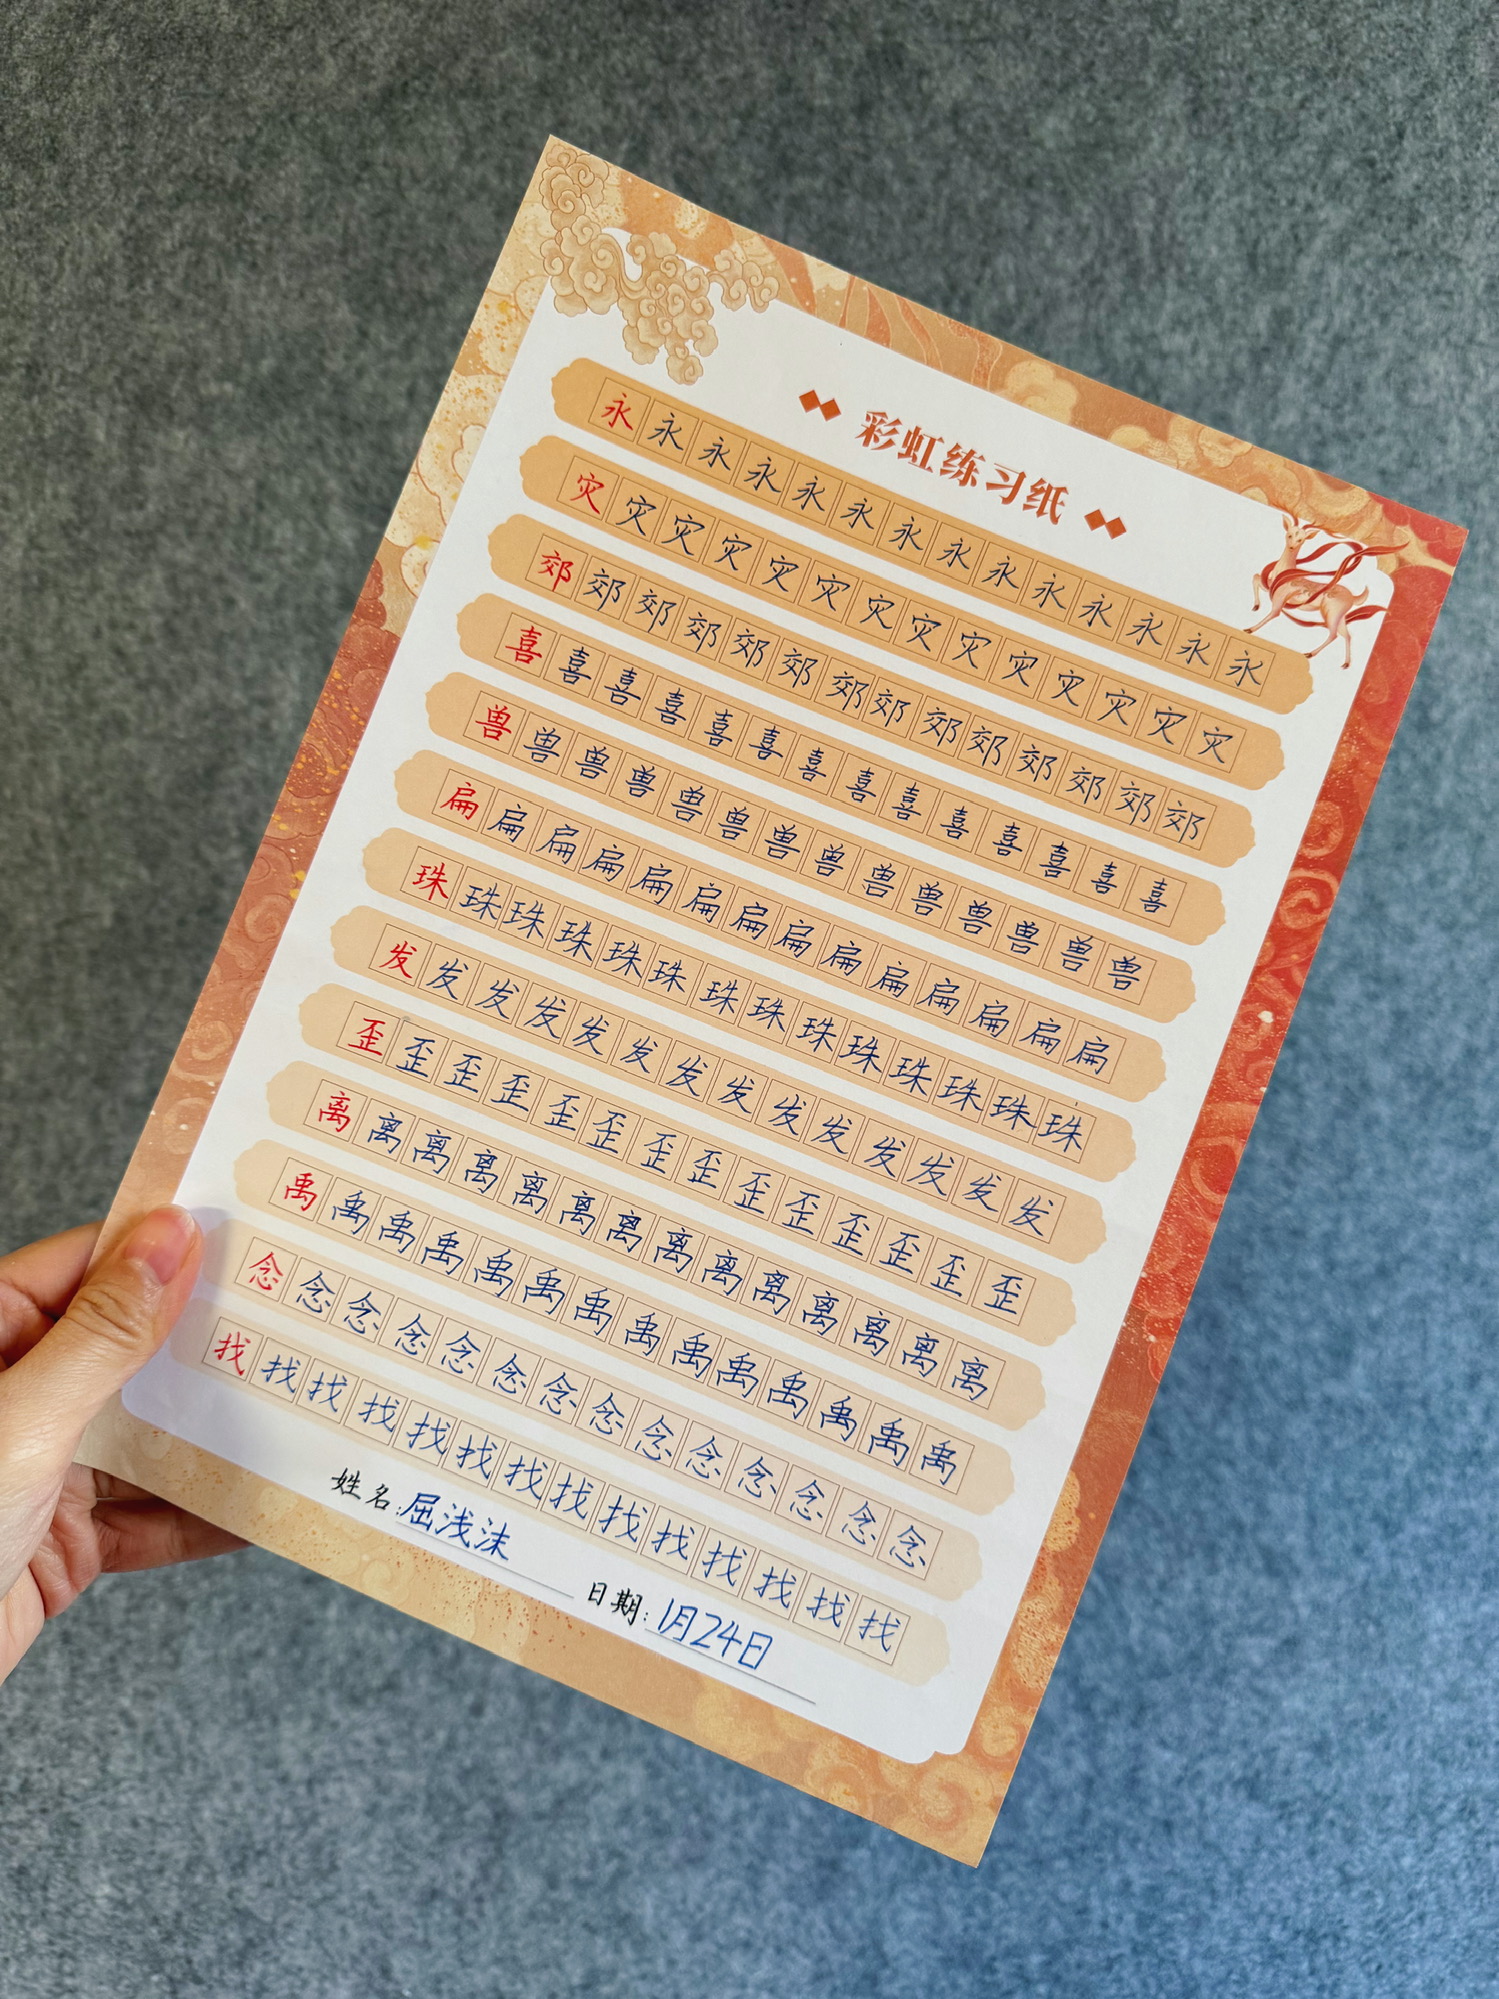 彩虹练习纸
永永永永永永永永永永永永永永
灾灾灾灾灾灾灾灾灾灾灾灾灾灾
郊郊郊郊郊郊郊郊郊郊郊郊郊郊
喜喜喜喜喜喜喜喜喜喜喜喜喜喜
兽兽兽兽兽兽兽兽兽兽兽兽兽兽
扁扁扁扁扁扁扁扁扁扁扁扁扁扁
珠珠珠珠珠珠珠珠珠珠珠珠珠珠
发发发发发发发发发发发发发发
歪歪歪歪歪歪歪歪歪歪歪歪歪歪
离离离离离离离离离离离离离离
禹禹禹禹禹禹禹禹禹禹禹禹禹禹
念念念念念念念念念念念念念念
找找找找找找找找找找找找找找
姓名:屈浅沫 日期:1月24日